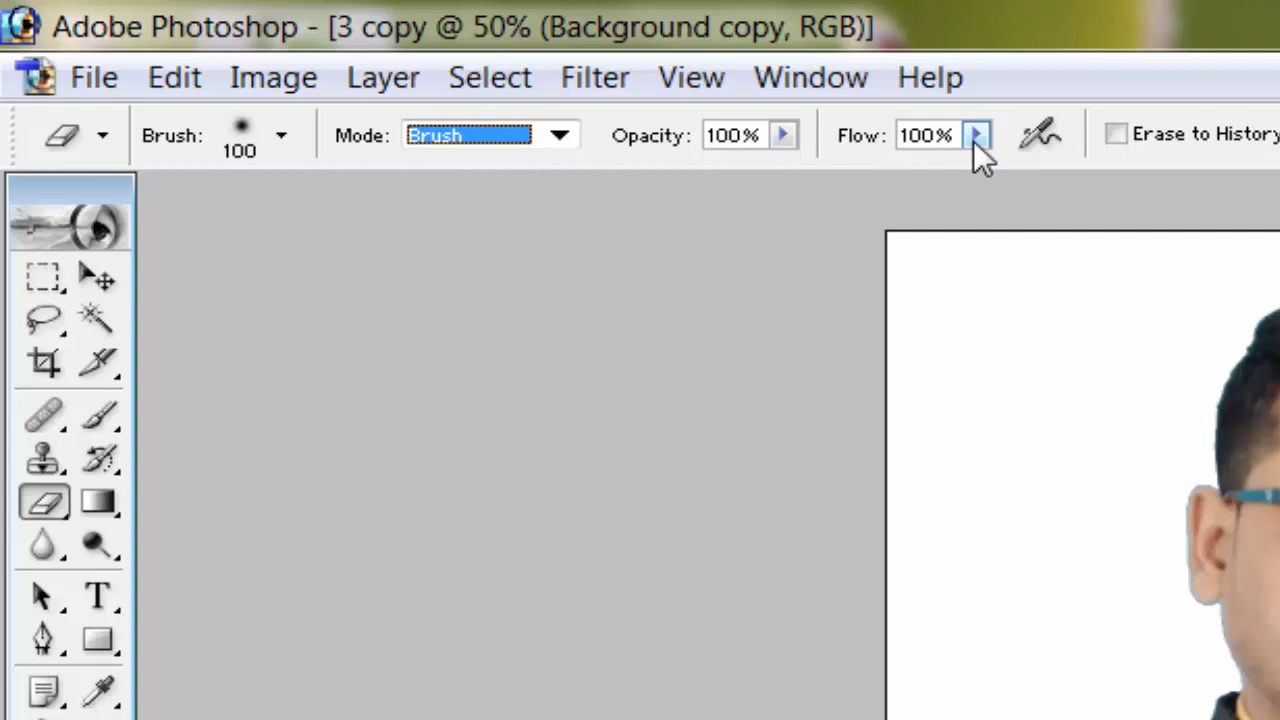 Adobe Photoshop - [3 copy @ 50% (Background copy, RGB)]
File Edit Image Layer Select Filter View Window Help
Brush: 100 Mode: Brush Opacity: 100% Flow: 100% Erase to History
T